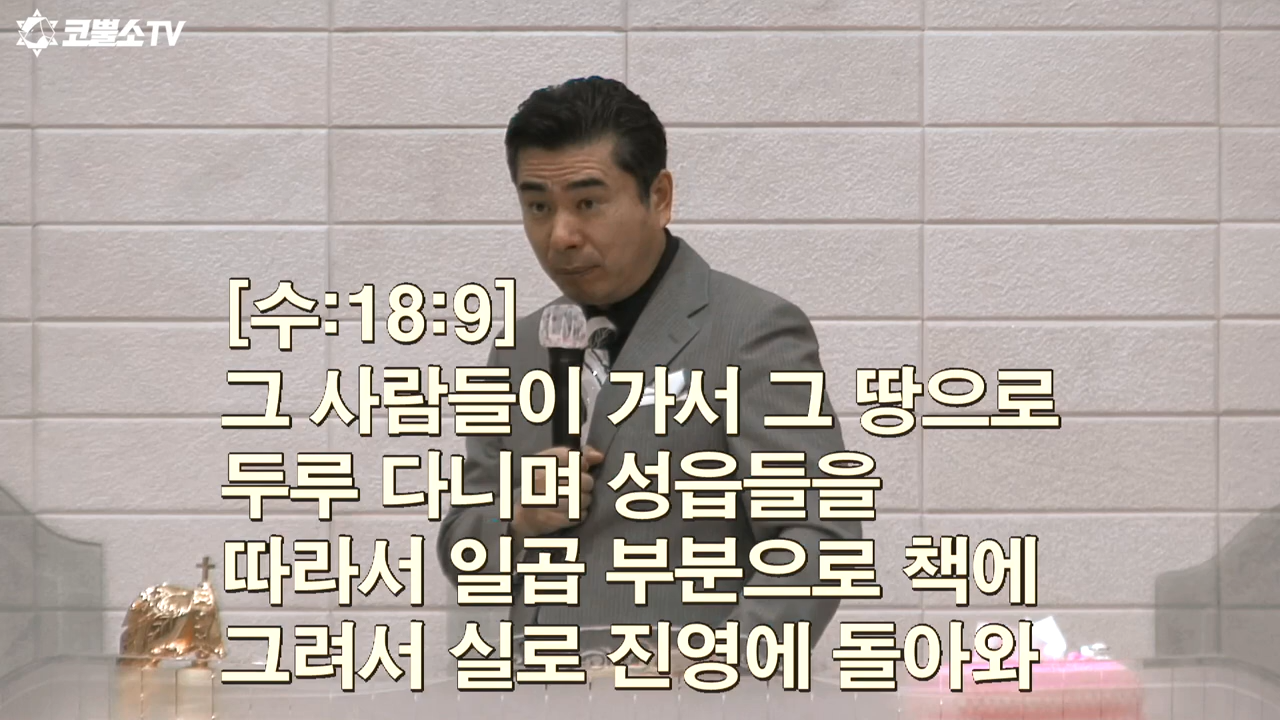 코뿔소TV
[수:18:9]
그 사람들이 가서 그 땅으로
두루 다니며 성읍들을
따라서 일곱 부분으로 책에
그려서 실로 진영에 돌아와